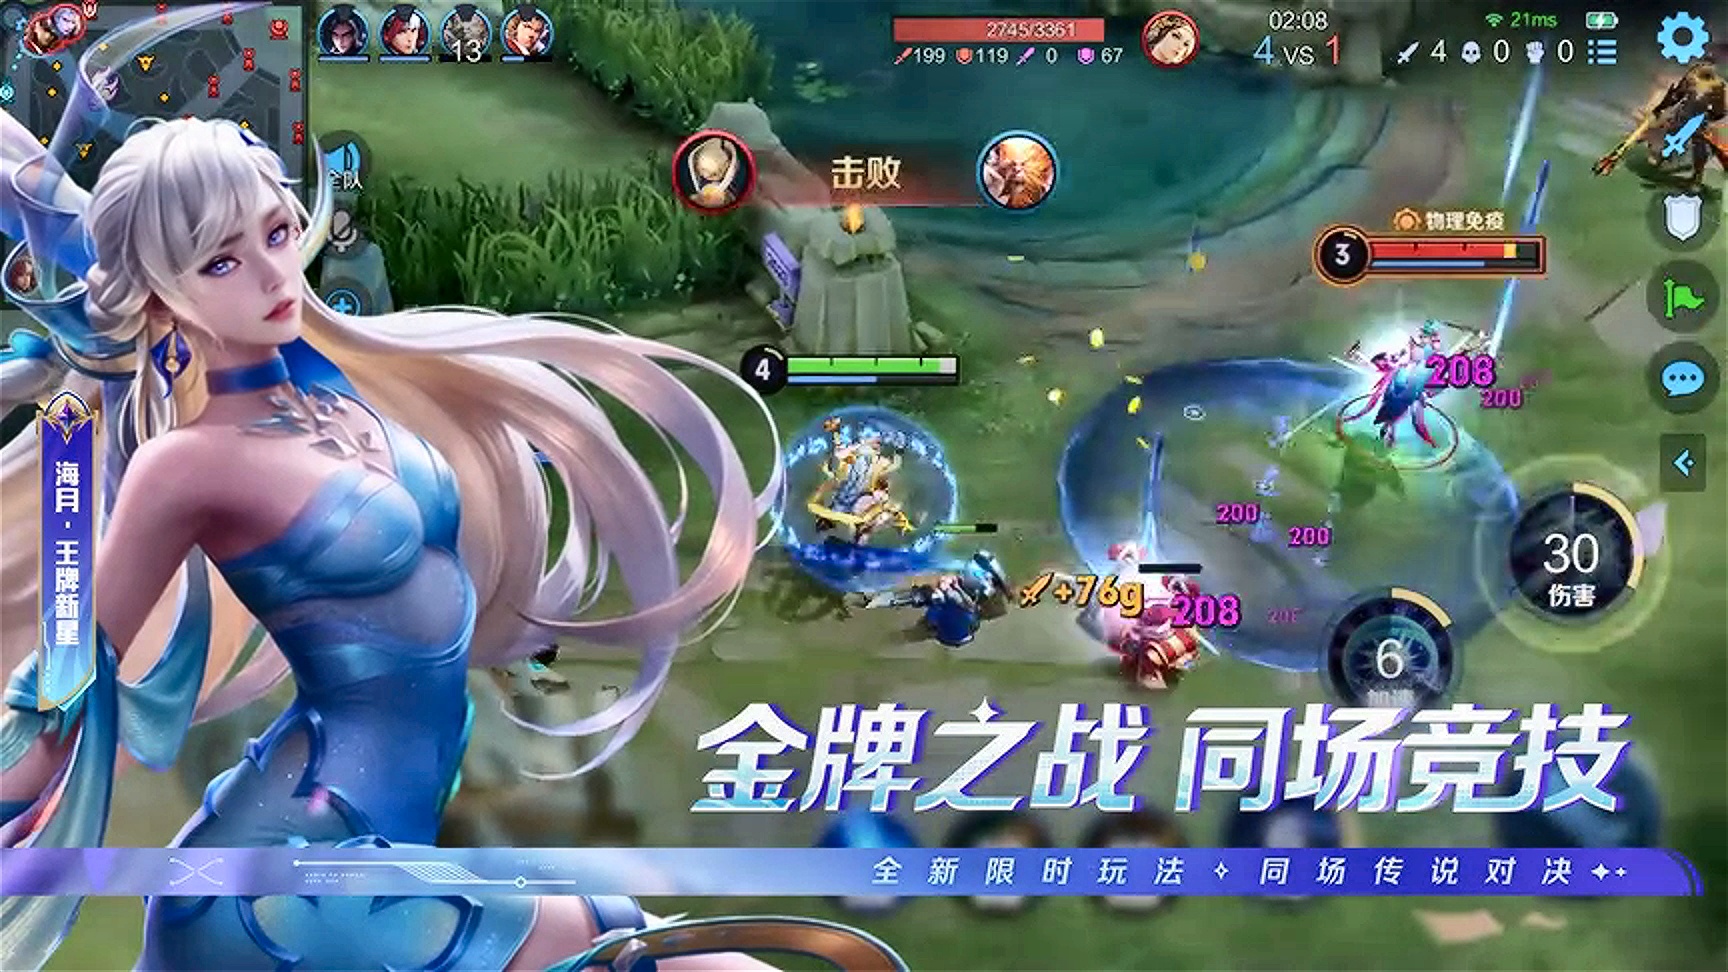 13
2745/3361
199 119 0 67
02:08
4 VS 1
21ms
4 0 0
全队
击败
物理免疫
3
4
208
200
200
200
+76g
208
30
伤害
6
海月·王牌新星
金牌之战 同场竞技
全新限时玩法 同场传说对决